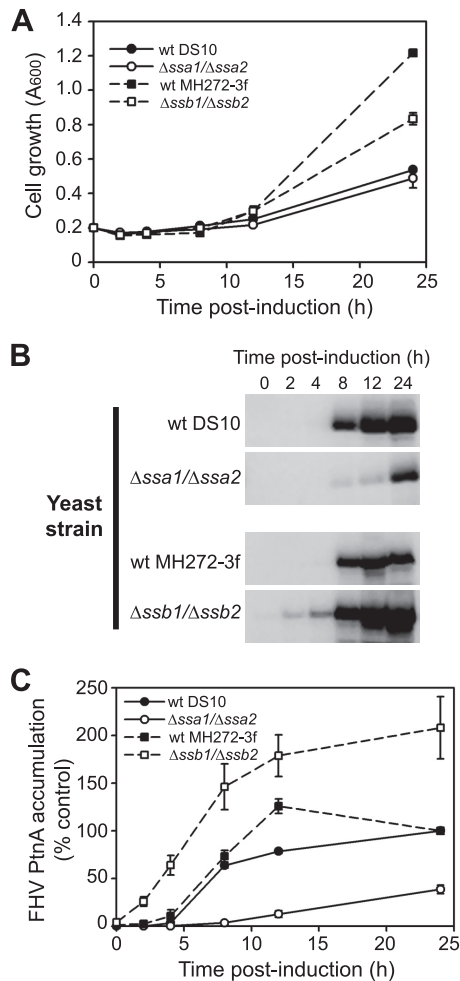 A
wt DS10
Δssa1/Δssa2
wt MH272-3f
Δssb1/Δssb2
1.4
1.2
1.0
0.8
0.6
0.4
0.2
0
Cell growth (A600)
0 5 10 15 20 25
Time post-induction (h)
B
Time post-induction (h)
0 2 4 8 12 24
wt DS10
Δssa1/Δssa2
Yeast
strain
wt MH272-3f
Δssb1/Δssb2
C
wt DS10
Δssa1/Δssa2
wt MH272-3f
Δssb1/Δssb2
250
200
150
100
50
0
FHV PtnA accumulation
(% control)
0 5 10 15 20 25
Time post-induction (h)